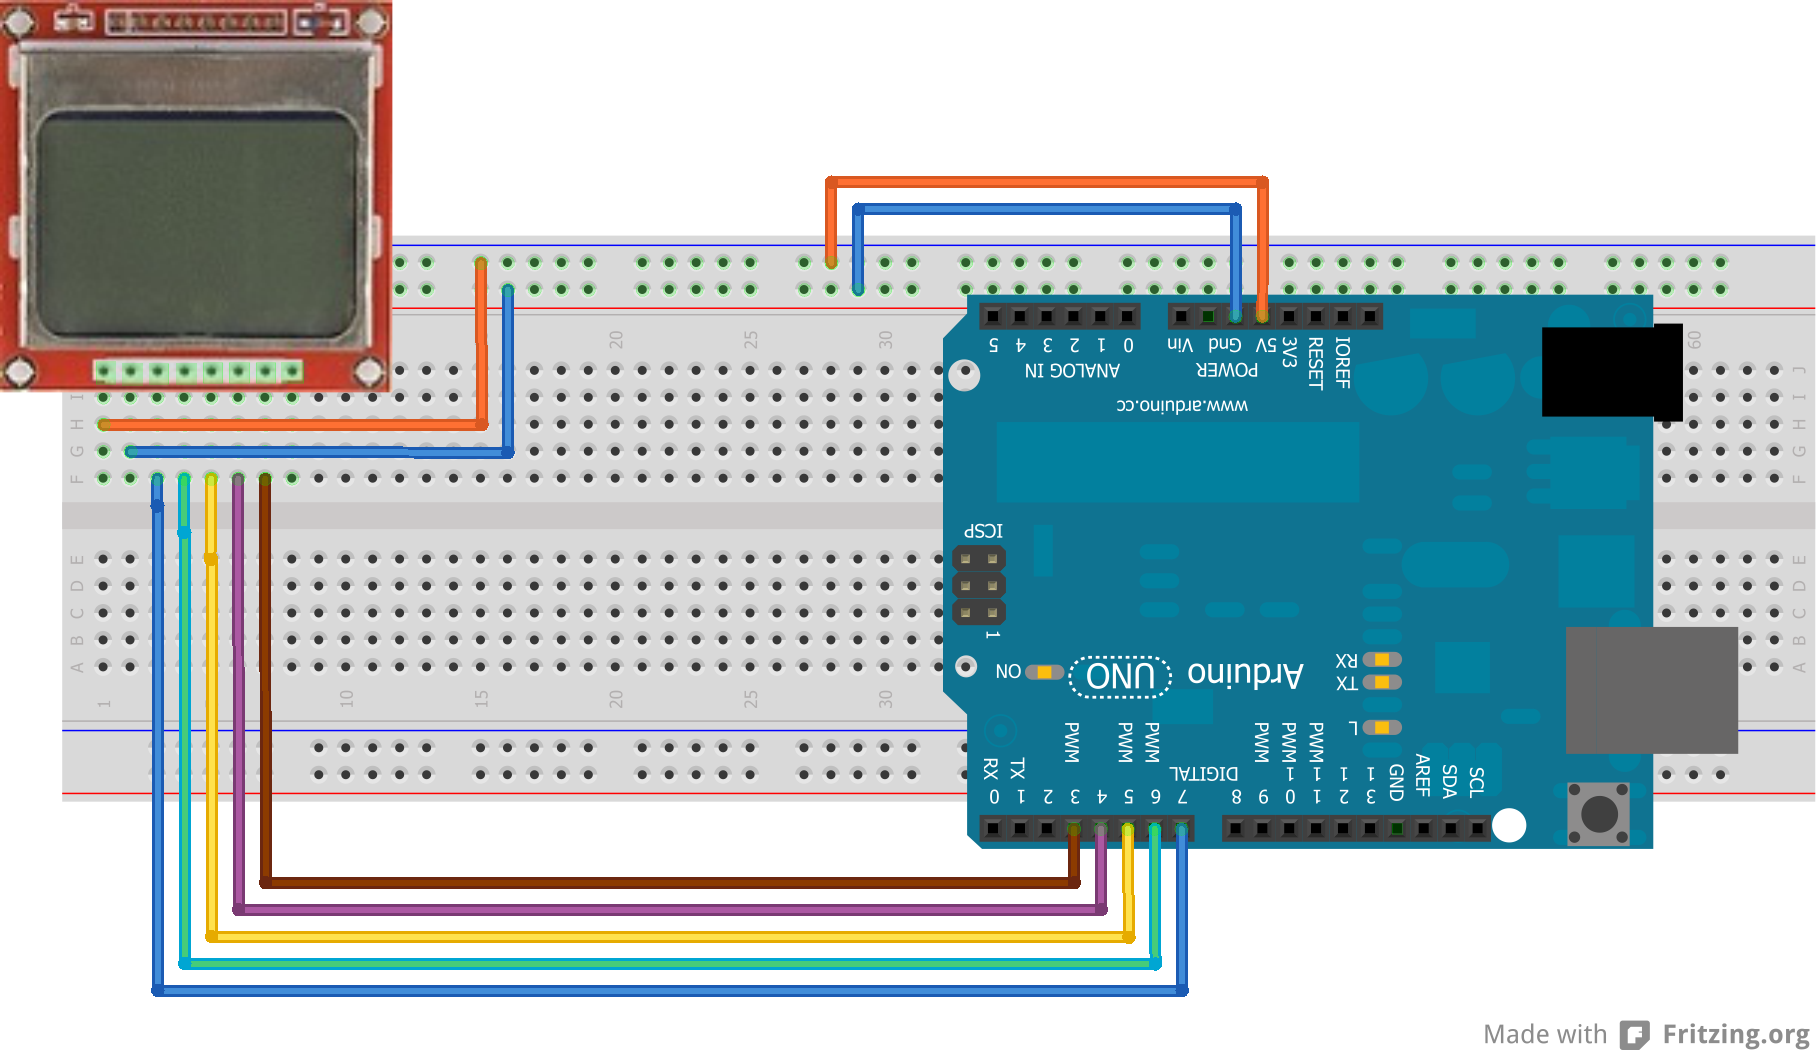 20 25 30 60
J
I I
H H
G G
F F
5 4 3 2 1 0 Vin Gnd Gnd 5V 3V3 RESET IOREF
ANALOG IN POWER
www.arduino.cc
ICSP
1
E E
D D
C C
B B
A A
ON UNO Arduino RX
TX
L
1 10 15 20 25 30
PWM PWM PWM PWM PWM PWM
RX TX DIGITAL GND AREF SDA SCL
0 1 2 3 4 5 6 7 8 9 10 11 12 13
Made with Fritzing.org